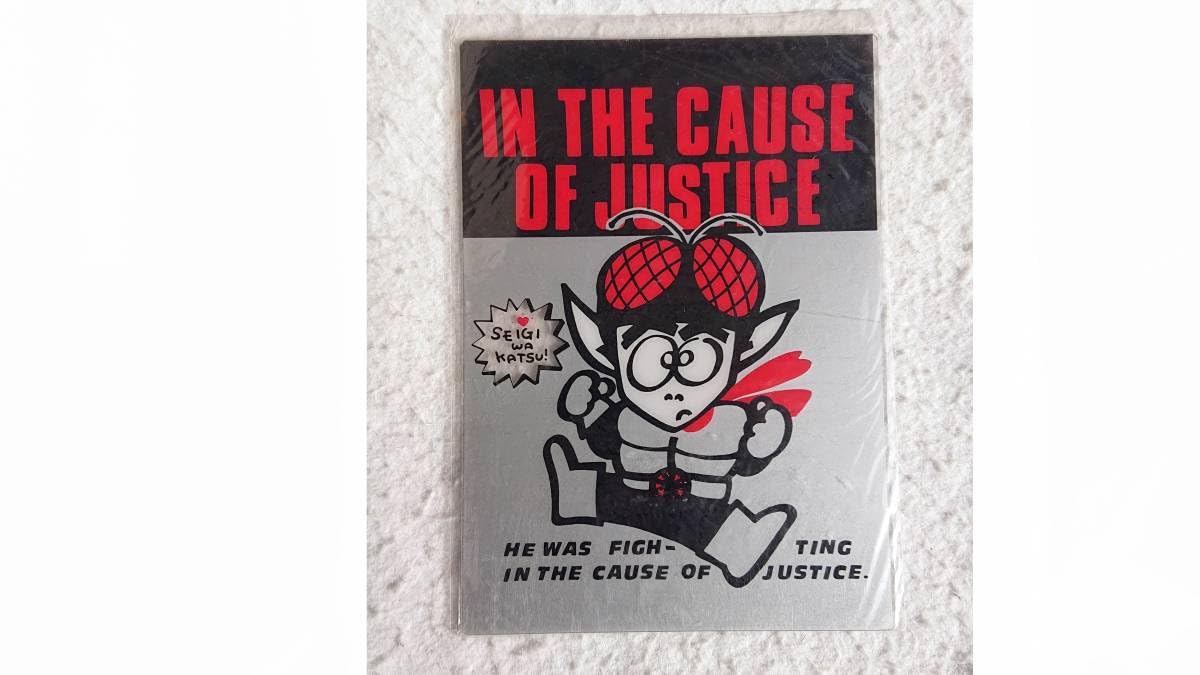 IN THE CAUSE
OF JUSTICE
SEIGI
WA
KATSU!
HE WAS FIGH- TING
IN THE CAUSE OF JUSTICE.